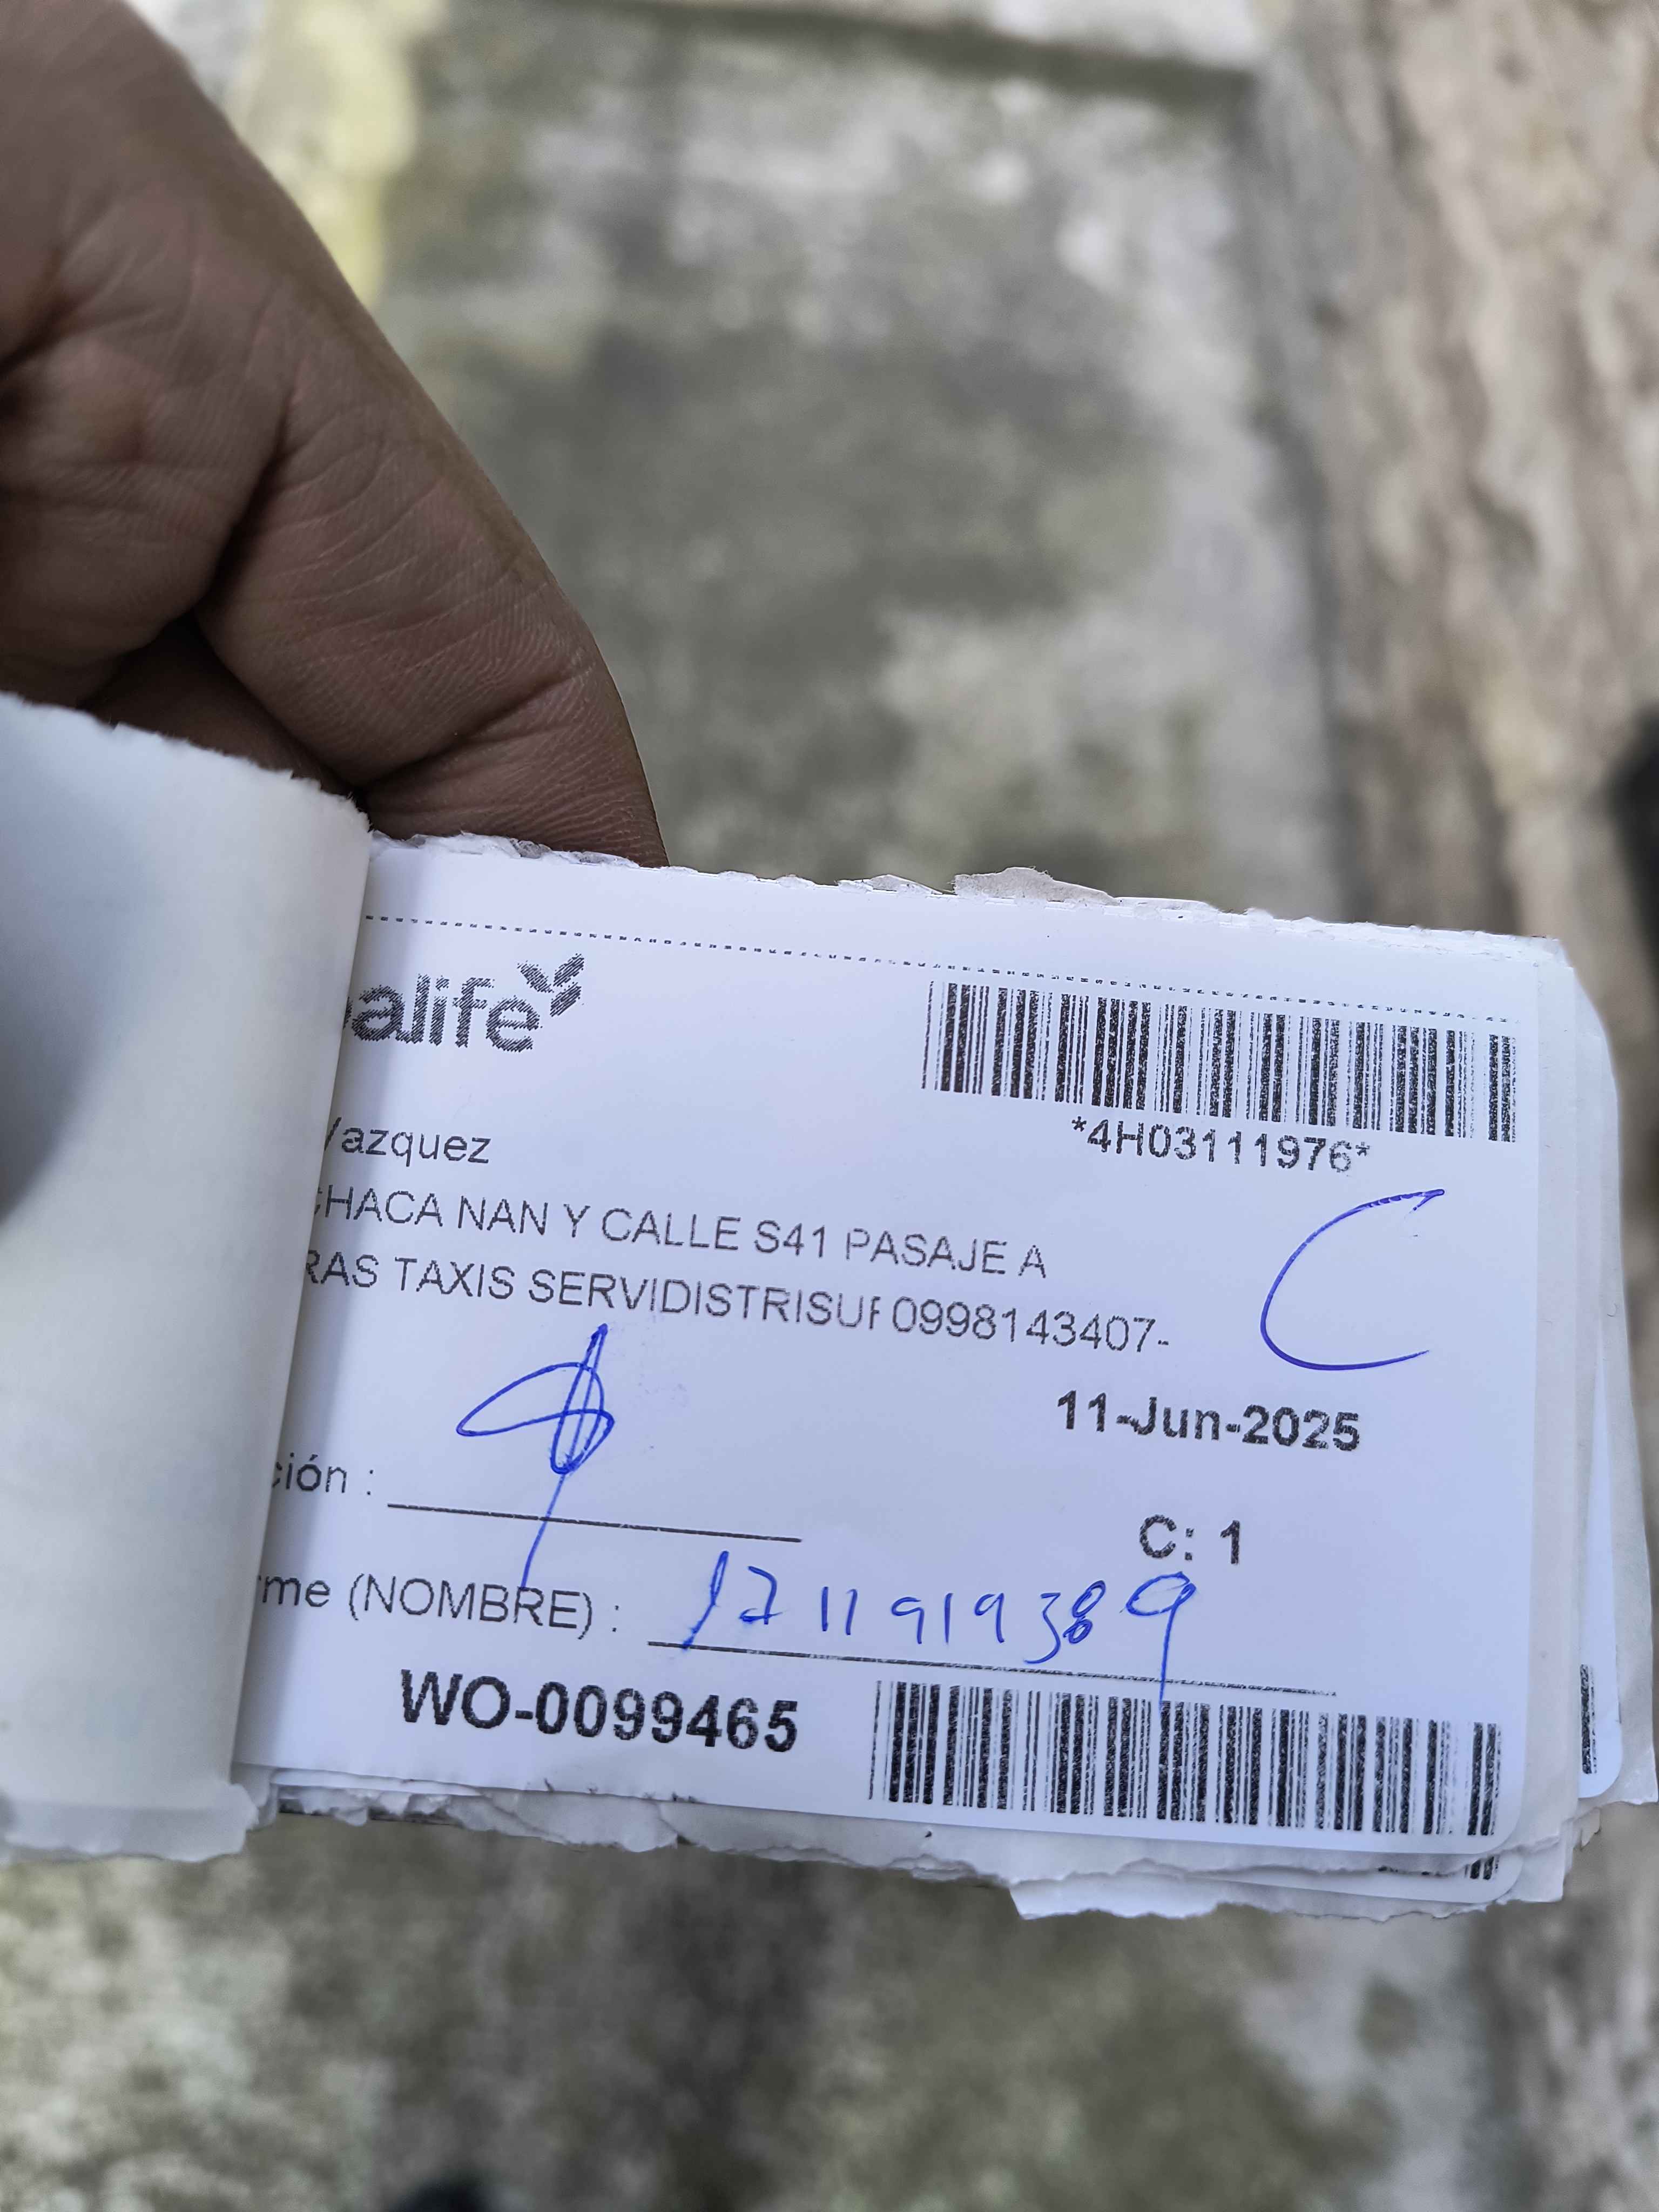 alife
Vazquez
*4H03111976*
CHACA NAN Y CALLE S41 PASAJE A
RAS TAXIS SERVIDISTRISUR 0998143407-
C
11-Jun-2025
ción :
C: 1
rme (NOMBRE) : 1711919389
WO-0099465